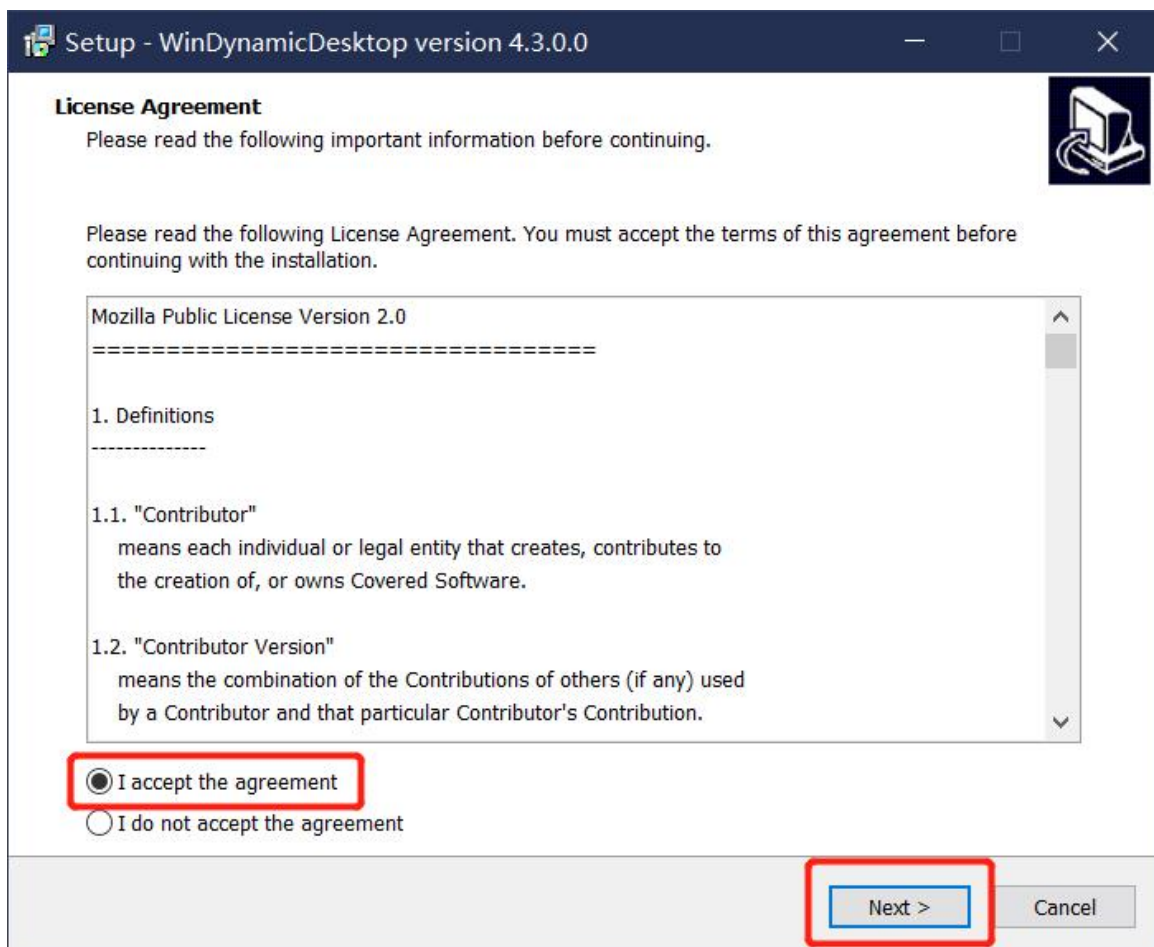 Setup - WinDynamicDesktop version 4.3.0.0
License Agreement
Please read the following important information before continuing.
Please read the following License Agreement. You must accept the terms of this agreement before
continuing with the installation.
Mozilla Public License Version 2.0
==================================
1. Definitions
--------------
1.1. "Contributor"
means each individual or legal entity that creates, contributes to
the creation of, or owns Covered Software.
1.2. "Contributor Version"
means the combination of the Contributions of others (if any) used
by a Contributor and that particular Contributor's Contribution.
I accept the agreement
I do not accept the agreement
Next >
Cancel